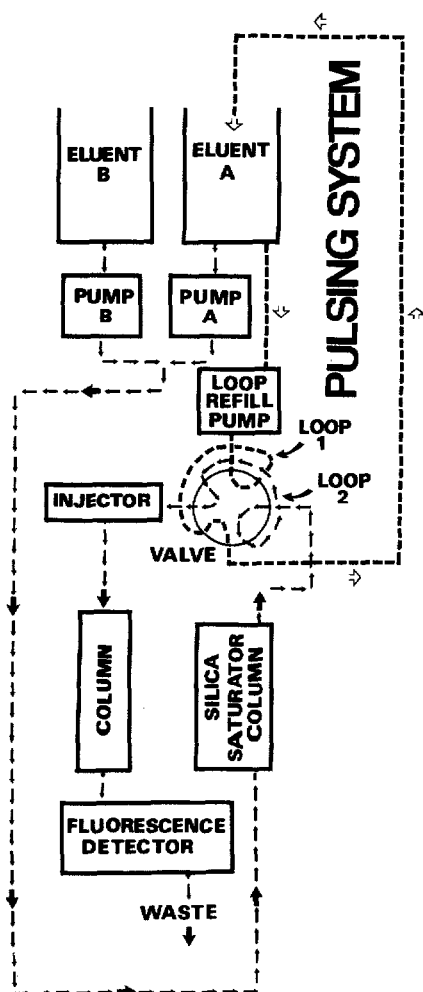 PULSING SYSTEM
ELUENT
B
ELUENT
A
PUMP
B
PUMP
A
LOOP
REFILL
PUMP
LOOP
1
LOOP
2
INJECTOR
VALVE
COLUMN
SILICA
SATURATOR
COLUMN
FLUORESCENCE
DETECTOR
WASTE